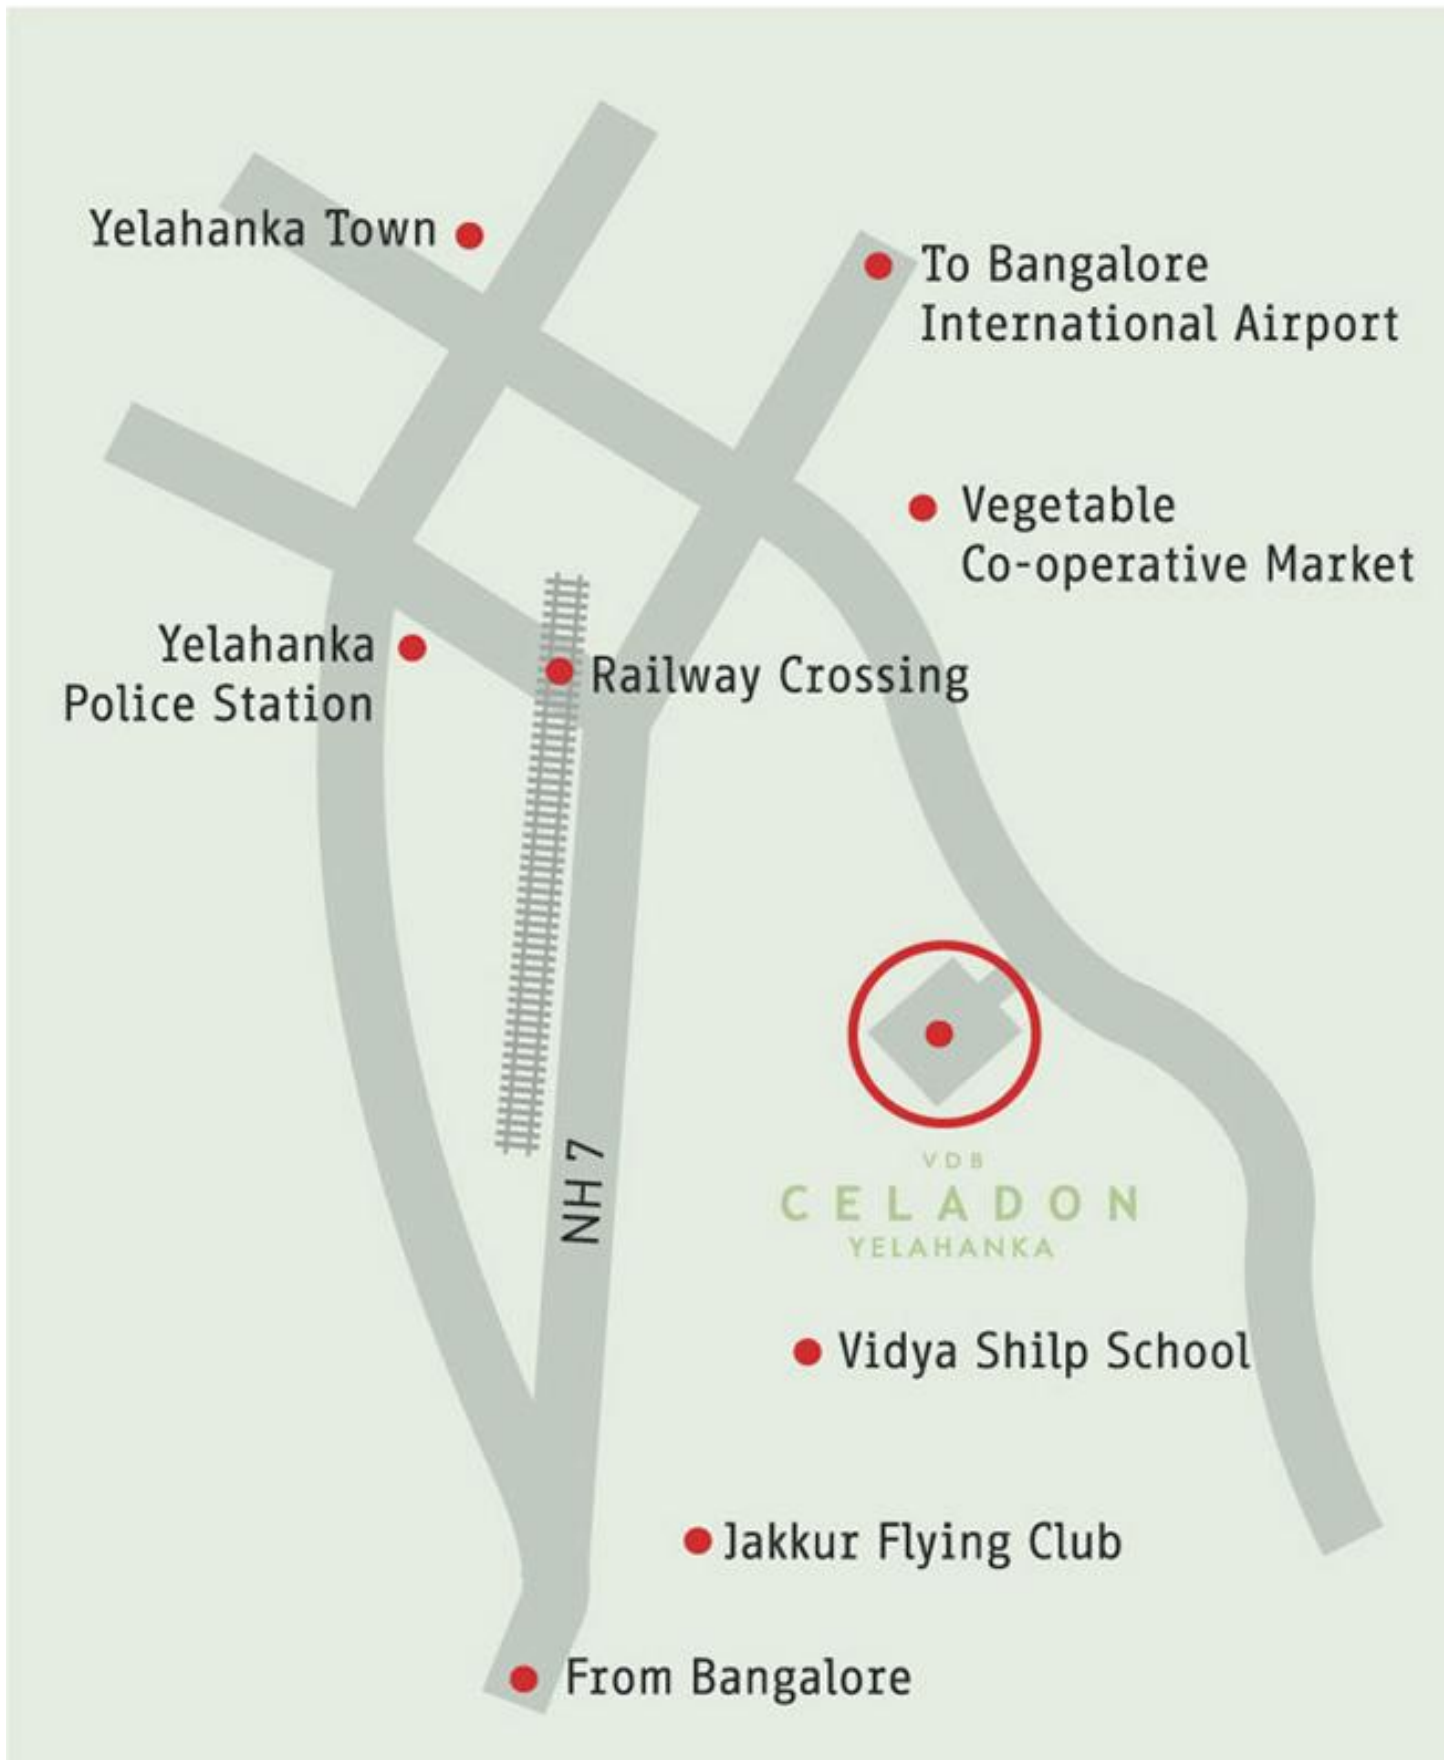 Yelahanka Town
To Bangalore
International Airport
Vegetable
Co-operative Market
Yelahanka
Police Station
Railway Crossing
NH 7
VDB
CELADON
YELAHANKA
Vidya Shilp School
Jakkur Flying Club
From Bangalore